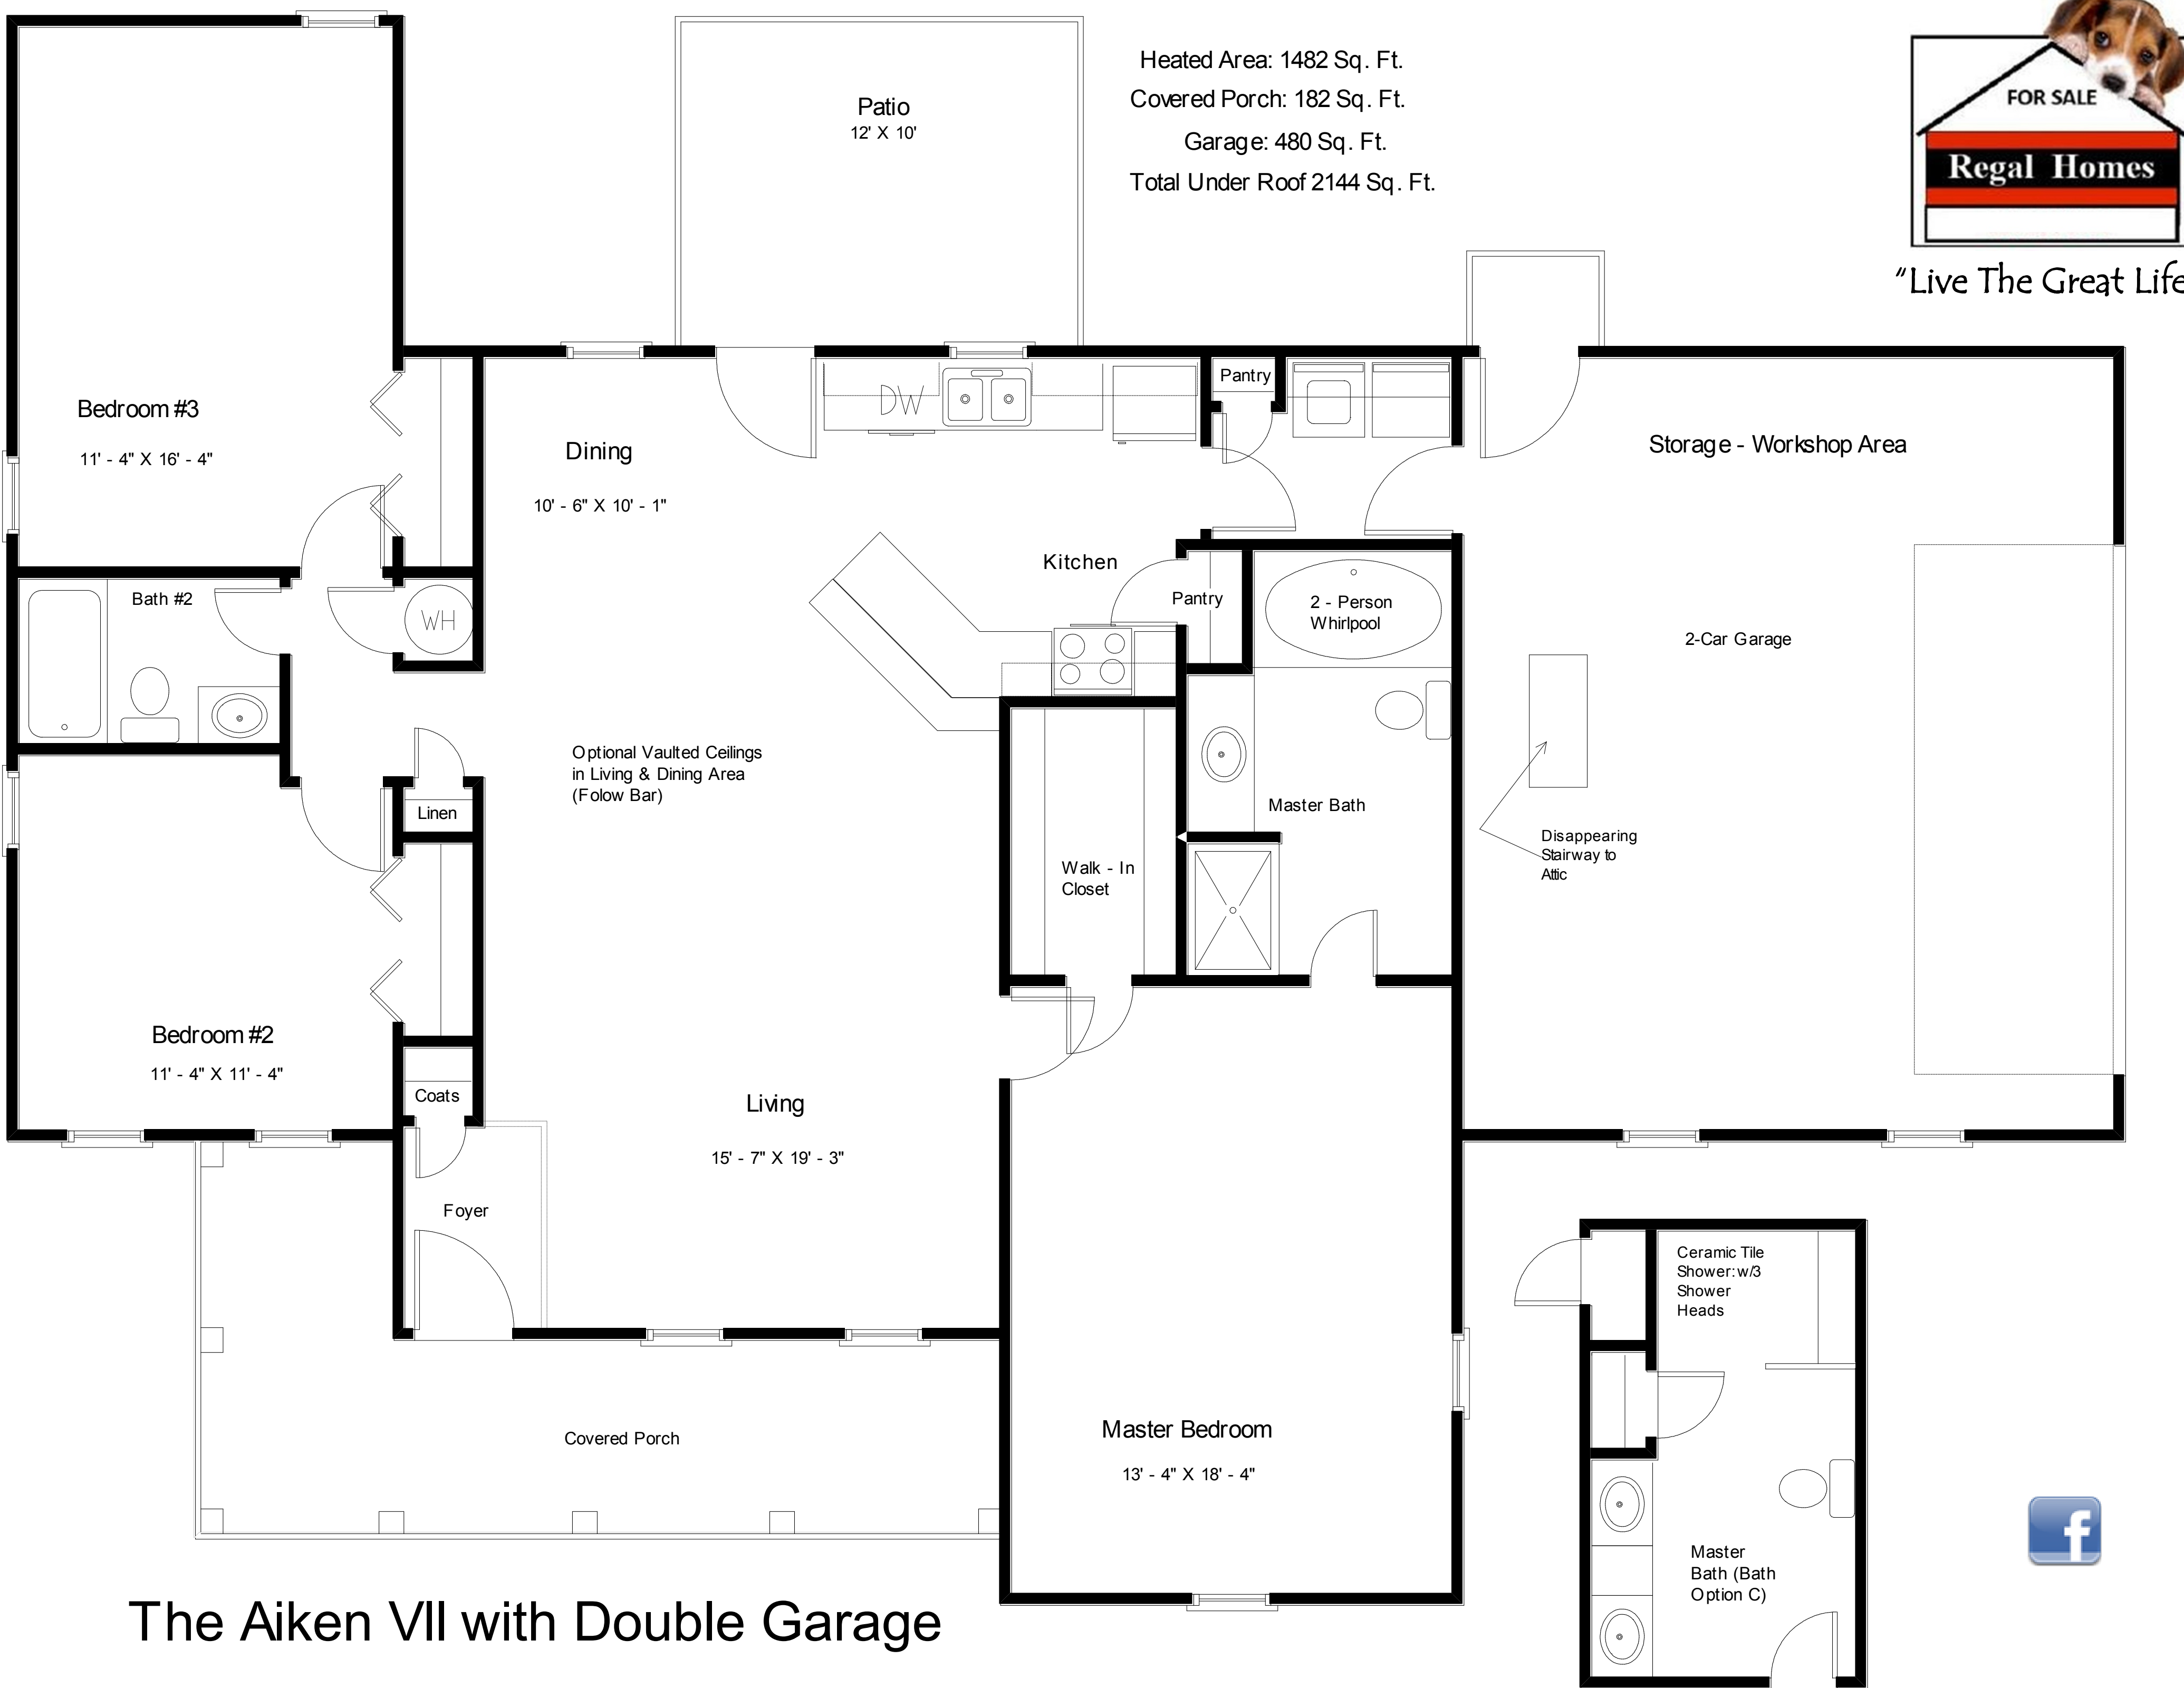 Heated Area: 1482 Sq. Ft.
Covered Porch: 182 Sq. Ft.
Garage: 480 Sq. Ft.
Total Under Roof 2144 Sq. Ft.
FOR SALE
Regal Homes
"Live The Great Life
Patio
12' X 10'
Bedroom #3
11' - 4" X 16' - 4"
Dining
10' - 6" X 10' - 1"
DW
Pantry
Storage - Workshop Area
Kitchen
Pantry
2 - Person
Whirlpool
2-Car Garage
Bath #2
WH
Optional Vaulted Ceilings
in Living & Dining Area
(Folow Bar)
Linen
Master Bath
Walk - In
Closet
Disappearing
Stairway to
Attic
Bedroom #2
11' - 4" X 11' - 4"
Coats
Living
15' - 7" X 19' - 3"
Foyer
Covered Porch
Master Bedroom
13' - 4" X 18' - 4"
Ceramic Tile
Shower: w/3
Shower
Heads
Master
Bath (Bath
Option C)
f
The Aiken VII with Double Garage